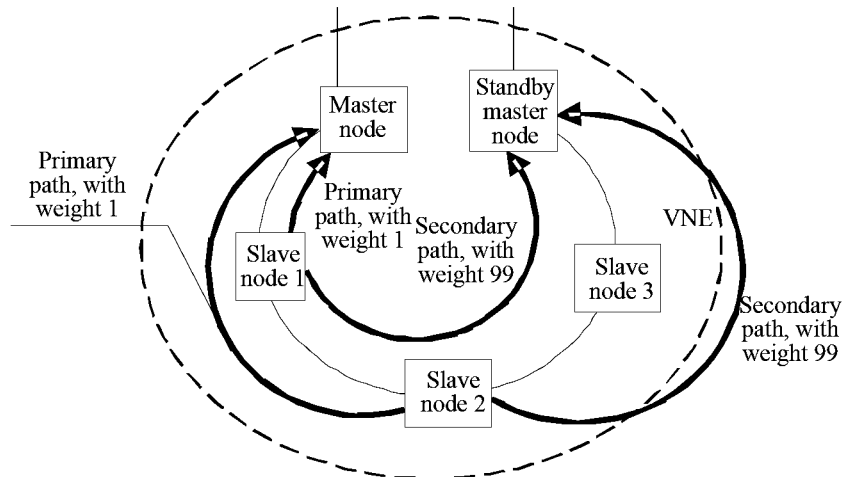 Master
node
Standby
master
node
Primary
path, with
weight 1
Primary
path, with
weight 1
Secondary
path, with
weight 99
VNE
Slave
node 1
Slave
node 3
Secondary
path, with
weight 99
Slave
node 2